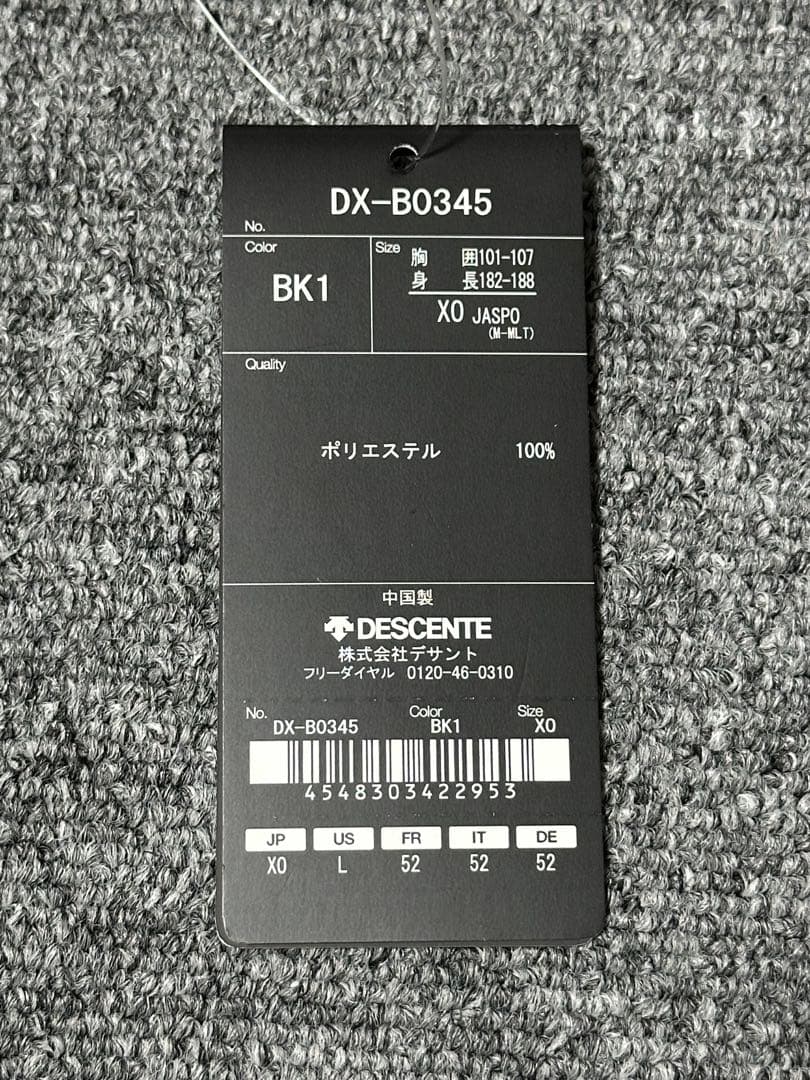 DX-B0345
No.
Color
BK1
Size
胸 囲101-107
身 長182-188
XO JASPO
(M-MLT)
Quality
ポリエステル 100%
中国製
DESCENTE
株式会社デサント
フリーダイヤル 0120-46-0310
No. Color Size
DX-B0345 BK1 XO
4548303422953
JP US FR IT DE
XO L 52 52 52